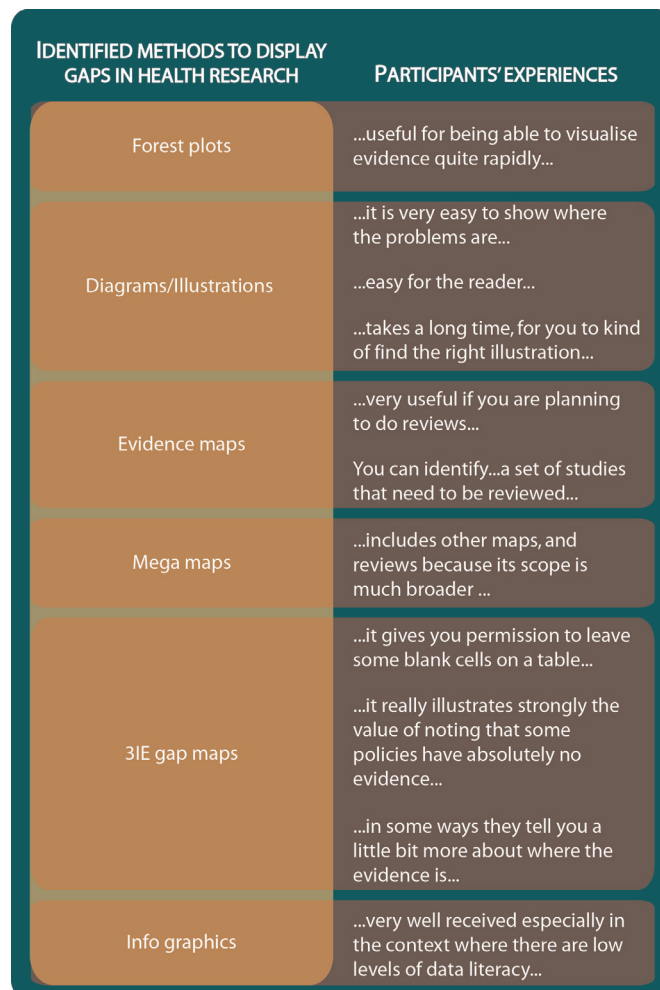 IDENTIFIED METHODS TO DISPLAY
GAPS IN HEALTH RESEARCH
PARTICIPANTS' EXPERIENCES
Forest plots
...useful for being able to visualise
evidence quite rapidly...
Diagrams/Illustrations
...it is very easy to show where
the problems are...
...easy for the reader...
...takes a long time, for you to kind
of find the right illustration...
Evidence maps
...very useful if you are planning
to do reviews...
You can identify...a set of studies
that need to be reviewed...
Mega maps
...includes other maps, and
reviews because its scope is
much broader ...
3IE gap maps
...it gives you permission to leave
some blank cells on a table...
...it really illustrates strongly the
value of noting that some
policies have absolutely no
evidence...
...in some ways they tell you a
little bit more about where the
evidence is...
Info graphics
...very well received especially in
the context where there are low
levels of data literacy...